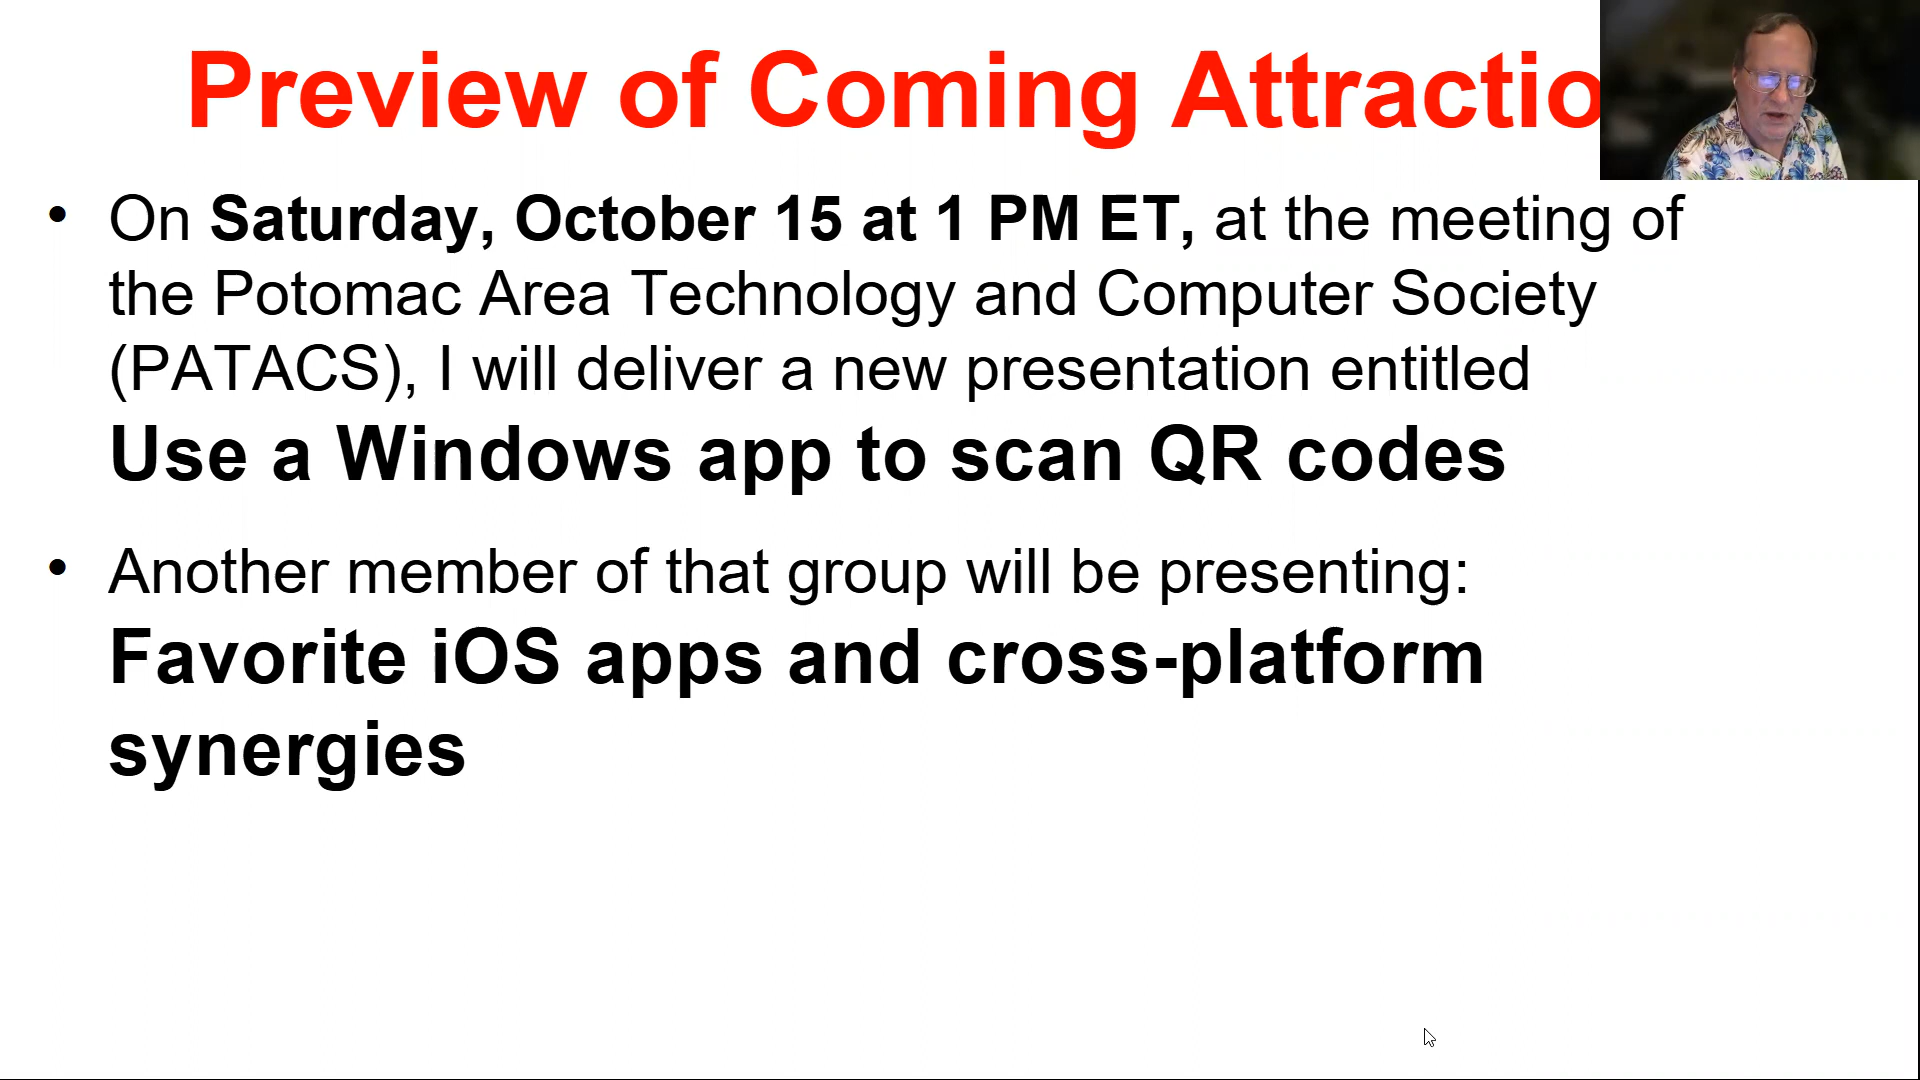 Preview of Coming Attractio
• On Saturday, October 15 at 1 PM ET, at the meeting of
the Potomac Area Technology and Computer Society
(PATACS), I will deliver a new presentation entitled
Use a Windows app to scan QR codes
• Another member of that group will be presenting:
Favorite iOS apps and cross-platform
synergies